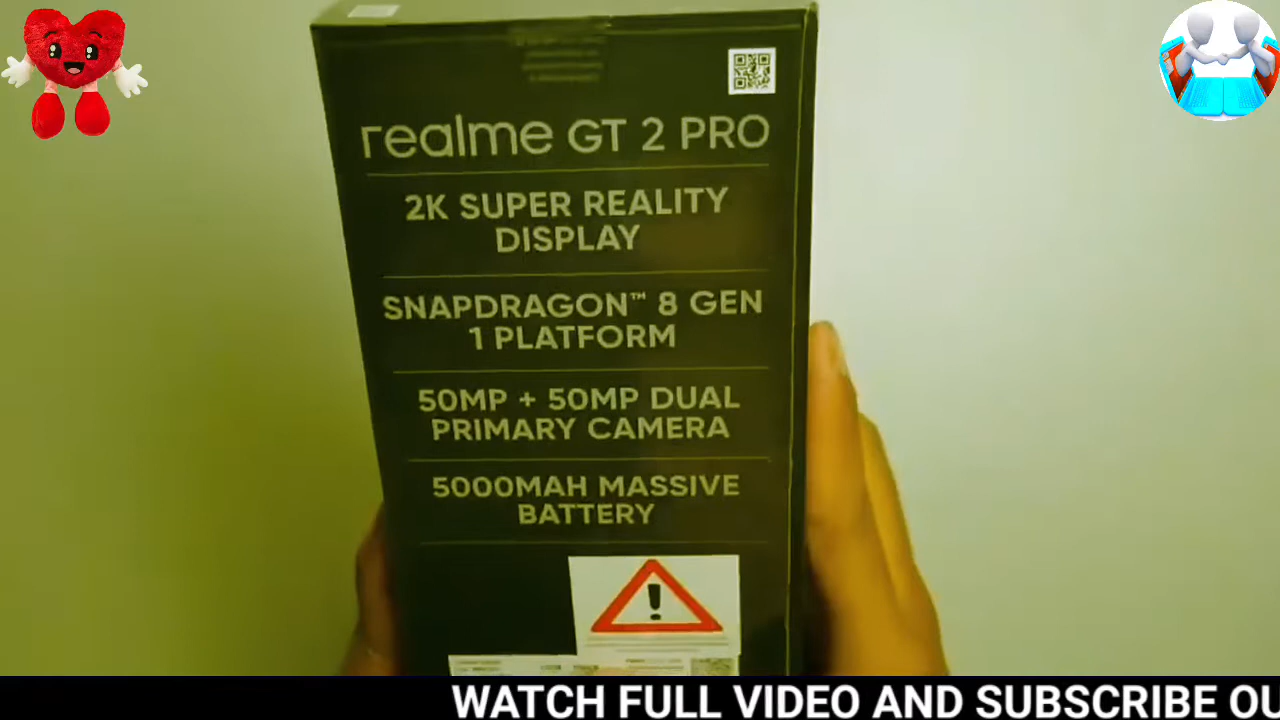 realme GT 2 PRO
2K SUPER REALITY
DISPLAY
SNAPDRAGON™ 8 GEN
1 PLATFORM
50MP + 50MP DUAL
PRIMARY CAMERA
5000MAH MASSIVE
BATTERY
!
WATCH FULL VIDEO AND SUBSCRIBE OU